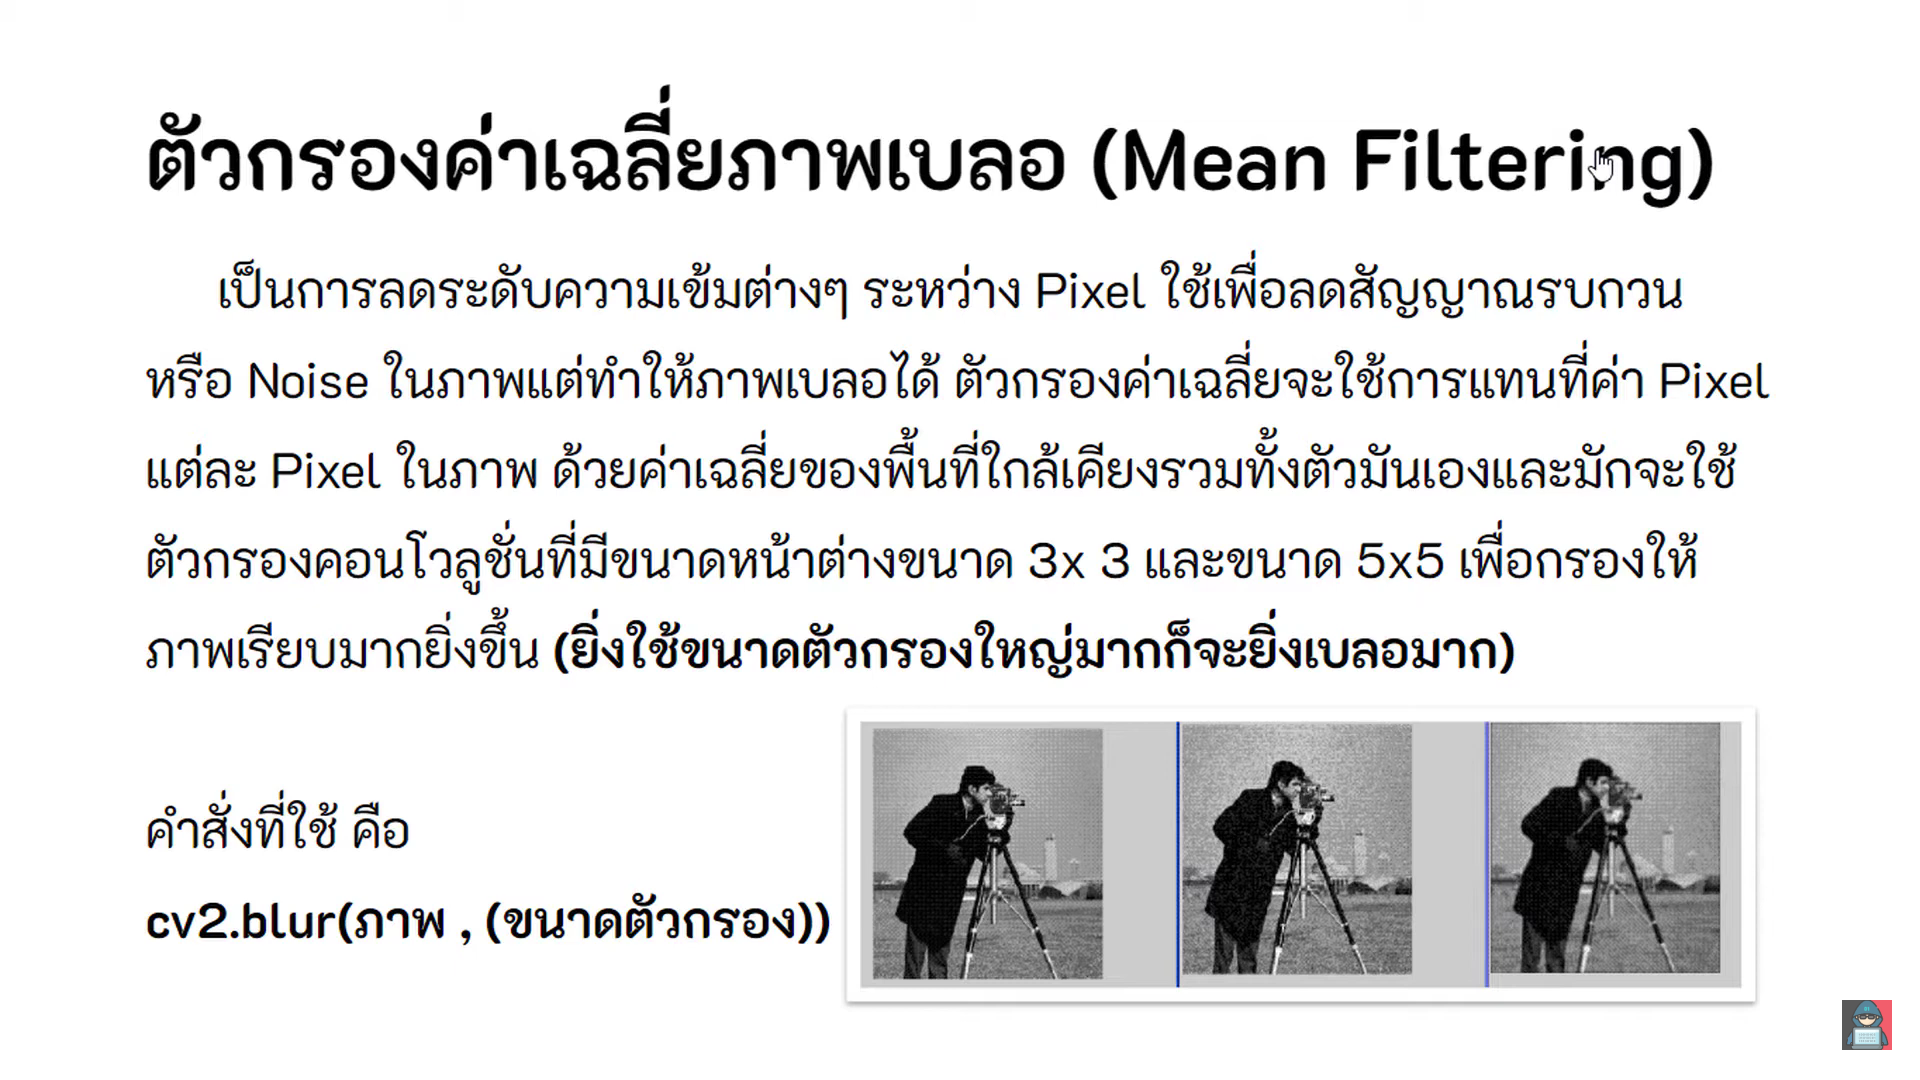 ตัวกรองค่าเฉลี่ยภาพเบลอ (Mean Filtering)
เป็นการลดระดับความเข้มต่างๆ ระหว่าง Pixel ใช้เพื่อลดสัญญาณรบกวน
หรือ Noise ในภาพแต่ทำให้ภาพเบลอได้ ตัวกรองค่าเฉลี่ยจะใช้การแทนที่ค่า Pixel
แต่ละ Pixel ในภาพ ด้วยค่าเฉลี่ยของพื้นที่ใกล้เคียงรวมทั้งตัวมันเองและมักจะใช้
ตัวกรองคอนโวลูชั่นที่มีขนาดหน้าต่างขนาด 3x 3 และขนาด 5x5 เพื่อกรองให้
ภาพเรียบมากยิ่งขึ้น (ยิ่งใช้ขนาดตัวกรองใหญ่มากก็จะยิ่งเบลอมาก)
คำสั่งที่ใช้ คือ
cv2.blur(ภาพ , (ขนาดตัวกรอง))